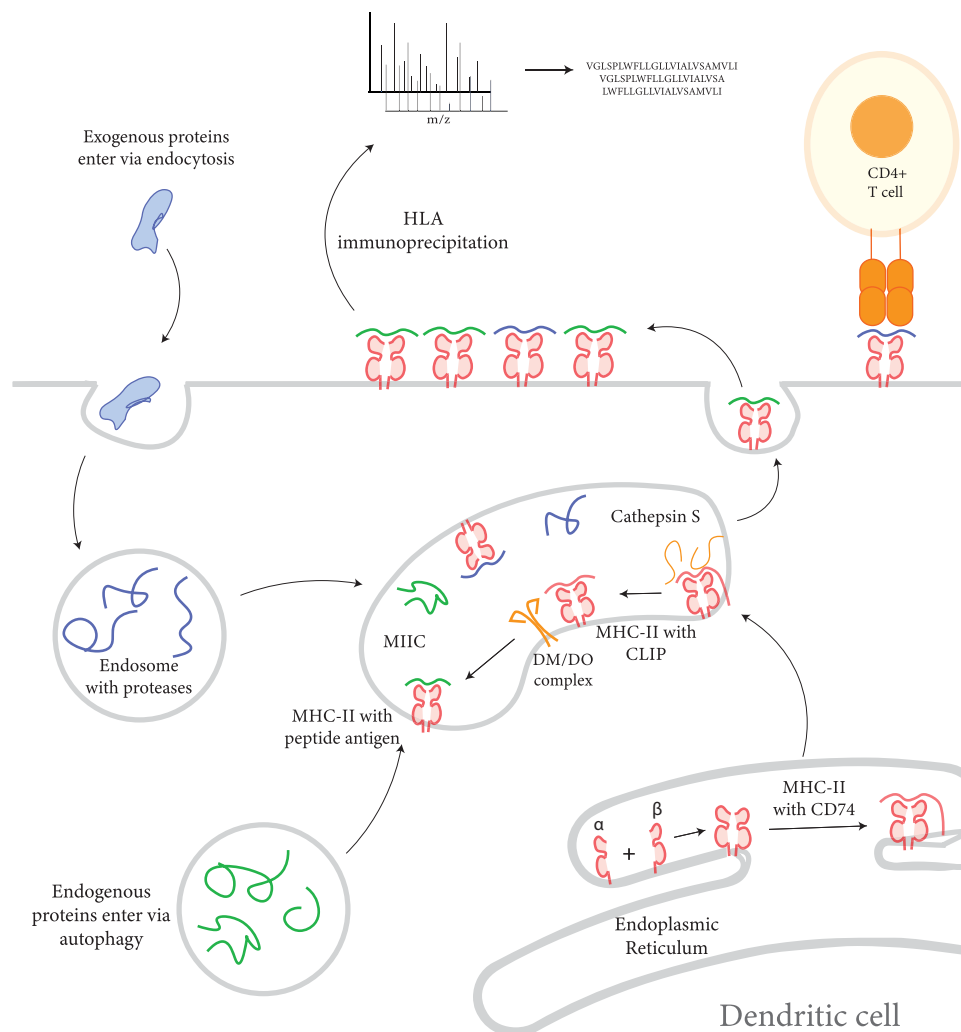 VGLSPLWFLLGLLVIALVSAMVLI
VGLSPLWFLLGLLVIALVSA
LWFLLGLLVIALVSAMVLI
m/z
Exogenous proteins
enter via endocytosis
CD4+
T cell
HLA
immunoprecipitation
Cathepsin S
MIIC
MHC-II with
CLIP
DM/DO
complex
Endosome
with proteases
MHC-II with
peptide antigen
MHC-II
with CD74
α
+
β
Endogenous
proteins enter via
autophagy
Endoplasmic
Reticulum
Dendritic cell